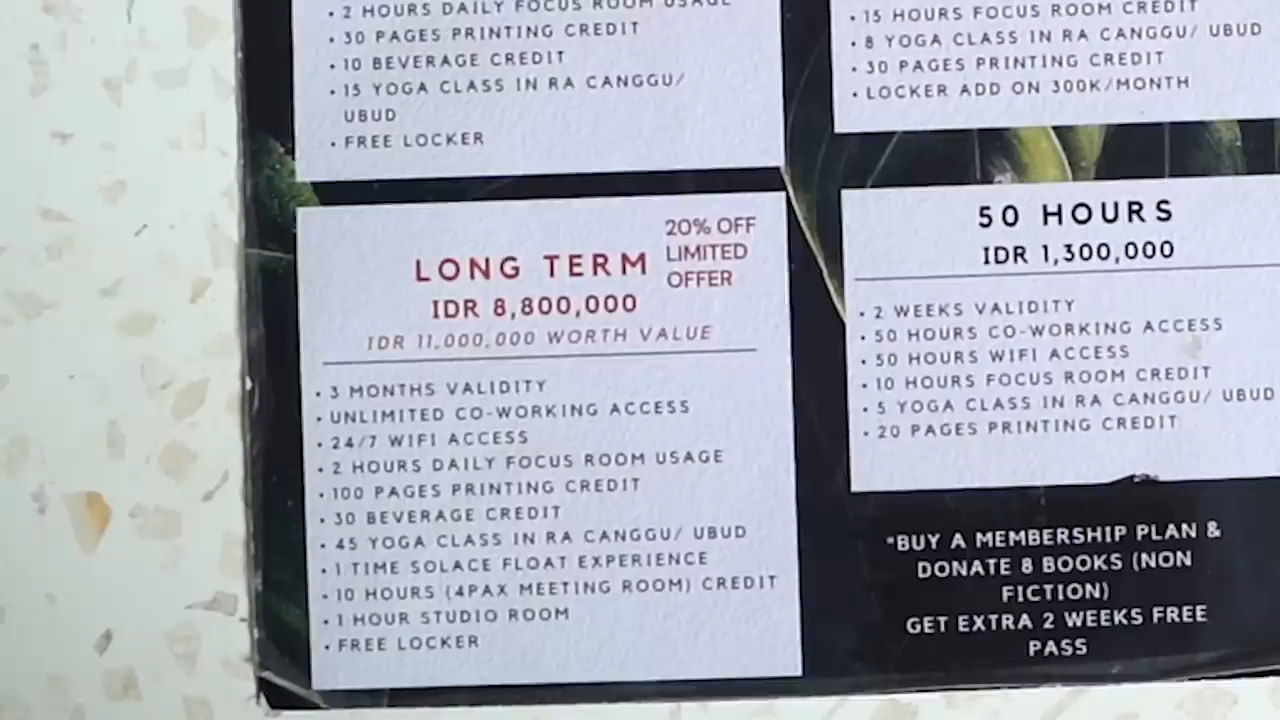 • 2 HOURS DAILY FOCUS ROOM USAGE
• 30 PAGES PRINTING CREDIT
• 10 BEVERAGE CREDIT
• 15 YOGA CLASS IN RA CANGGU/
UBUD
• FREE LOCKER
• 15 HOURS FOCUS ROOM CREDIT
• 8 YOGA CLASS IN RA CANGGU/ UBUD
• 30 PAGES PRINTING CREDIT
• LOCKER ADD ON 300K/MONTH
LONG TERM
20% OFF
LIMITED
OFFER
IDR 8,800,000
IDR 11,000,000 WORTH VALUE
• 3 MONTHS VALIDITY
• UNLIMITED CO-WORKING ACCESS
• 24/7 WIFI ACCESS
• 2 HOURS DAILY FOCUS ROOM USAGE
• 100 PAGES PRINTING CREDIT
• 30 BEVERAGE CREDIT
• 45 YOGA CLASS IN RA CANGGU/ UBUD
• 1 TIME SOLACE FLOAT EXPERIENCE
• 10 HOURS (4PAX MEETING ROOM) CREDIT
• 1 HOUR STUDIO ROOM
• FREE LOCKER
50 HOURS
IDR 1,300,000
• 2 WEEKS VALIDITY
• 50 HOURS CO-WORKING ACCESS
• 50 HOURS WIFI ACCESS
• 10 HOURS FOCUS ROOM CREDIT
• 5 YOGA CLASS IN RA CANGGU/ UBUD
• 20 PAGES PRINTING CREDIT
*BUY A MEMBERSHIP PLAN &
DONATE 8 BOOKS (NON
FICTION)
GET EXTRA 2 WEEKS FREE
PASS